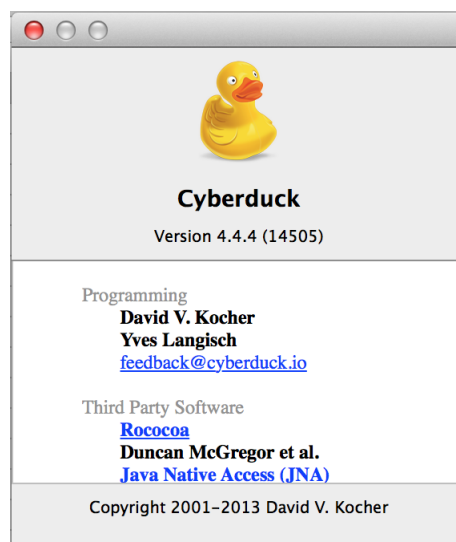 Cyberduck
Version 4.4.4 (14505)
Programming
David V. Kocher
Yves Langisch
feedback@cyberduck.io
Third Party Software
Rococoa
Duncan McGregor et al.
Java Native Access (JNA)
Copyright 2001–2013 David V. Kocher